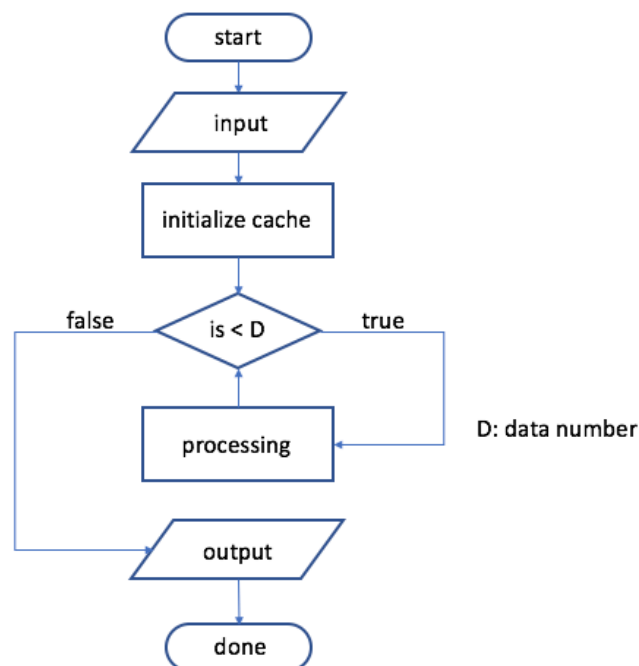 start
input
initialize cache
false
is < D
true
processing
D: data number
output
done